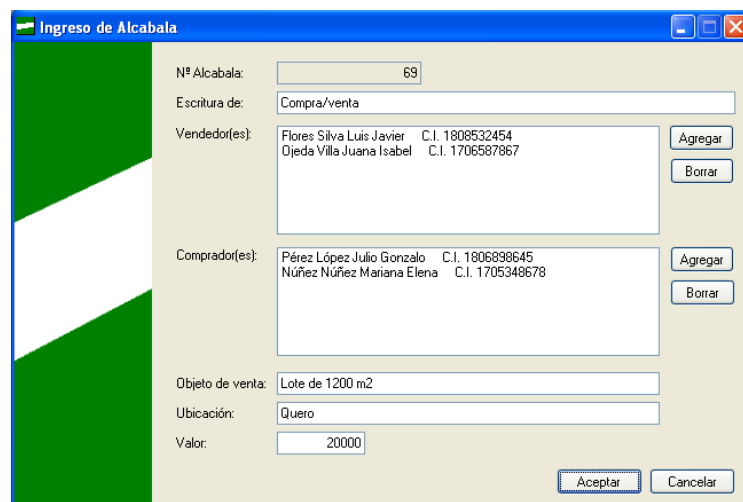 Ingreso de Alcabala
Nº Alcabala: 69
Escritura de: Compra/venta
Vendedor(es): Flores Silva Luis Javier C.I. 1808532454 Agregar
Ojeda Villa Juana Isabel C.I. 1706587867
Borrar
Comprador(es): Pérez López Julio Gonzalo C.I. 1806898645 Agregar
Núñez Núñez Mariana Elena C.I. 1705348678
Borrar
Objeto de venta: Lote de 1200 m2
Ubicación: Quero
Valor: 20000
Aceptar Cancelar